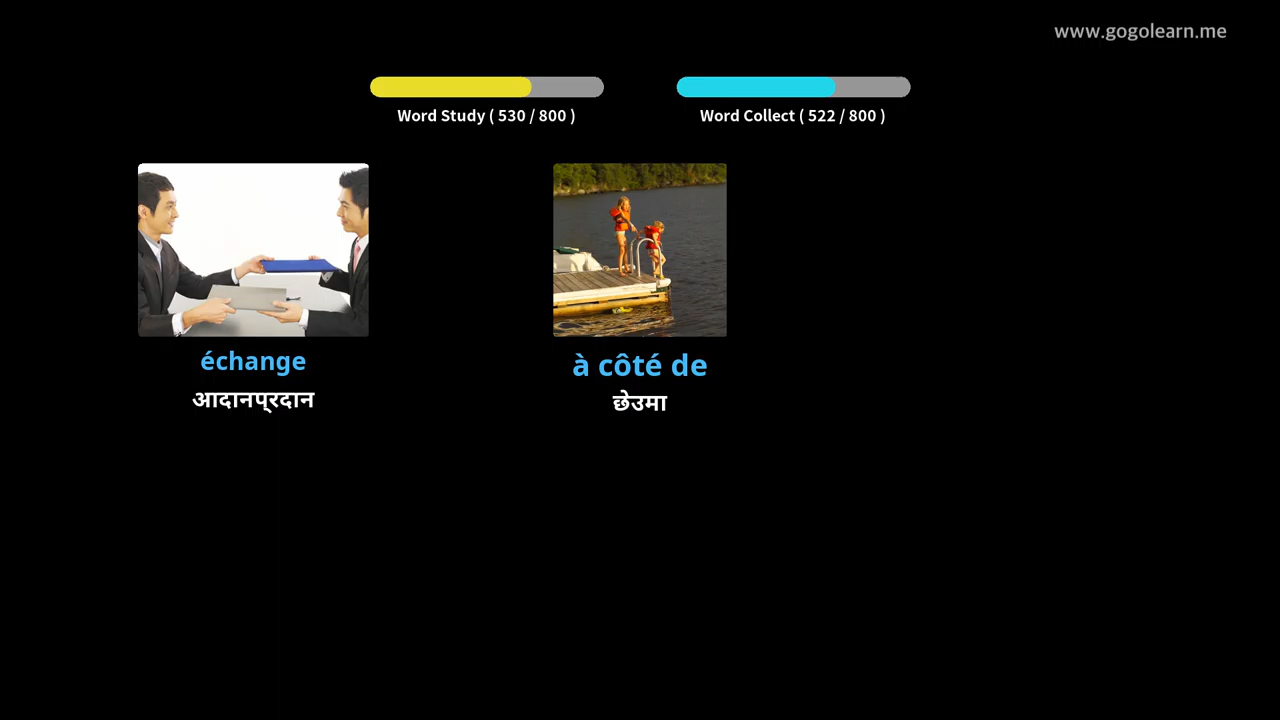 www.gogolearn.me
Word Study ( 530 / 800 )
Word Collect ( 522 / 800 )
échange
à côté de
आदानप्रदान
छेउमा